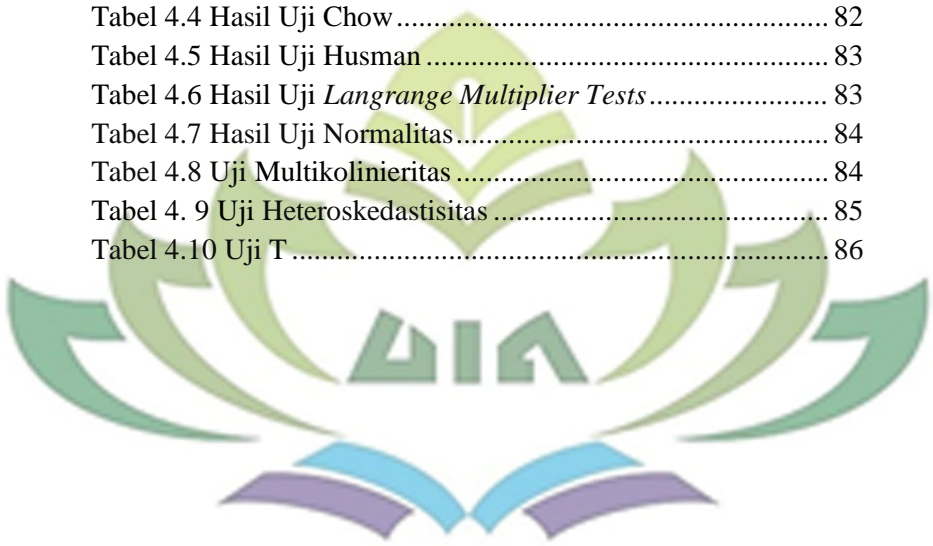 Tabel 4.4 Hasil Uji Chow ............................................................................ 82
Tabel 4.5 Hasil Uji Husman ....................................................................... 83
Tabel 4.6 Hasil Uji Langrange Multiplier Tests ................................ 83
Tabel 4.7 Hasil Uji Normalitas ................................................................. 84
Tabel 4.8 Uji Multikolinieritas ................................................................. 84
Tabel 4. 9 Uji Heteroskedastisitas ........................................................... 85
Tabel 4.10 Uji T ........................................................................................... 86
UIA